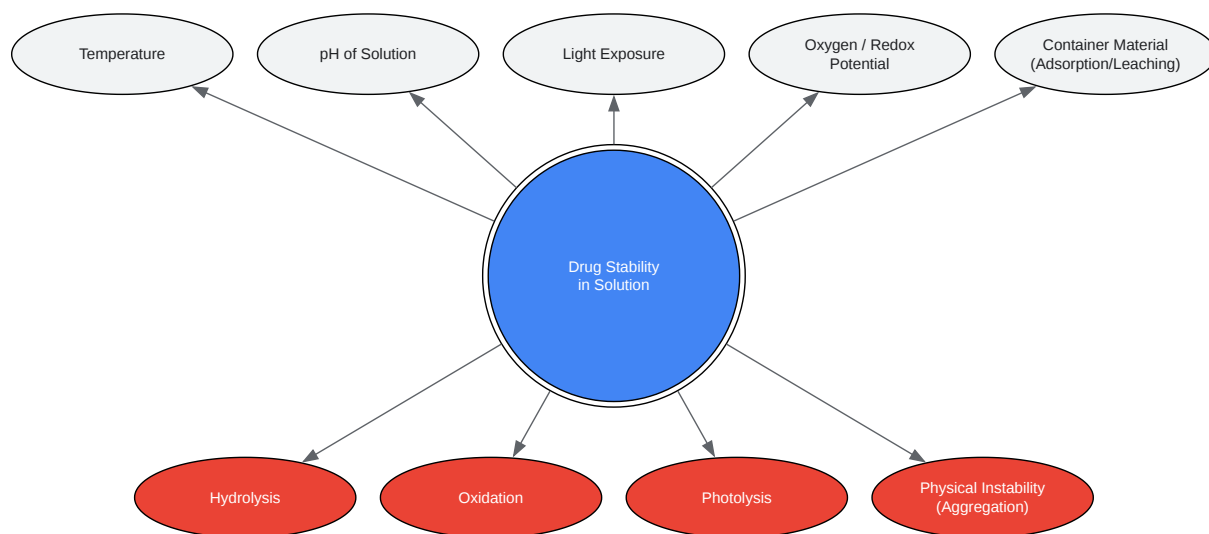 Temperature
pH of Solution
Light Exposure
Oxygen / Redox
Potential
Container Material
(Adsorption/Leaching)
Drug Stability
in Solution
Hydrolysis
Oxidation
Photolysis
Physical Instability
(Aggregation)